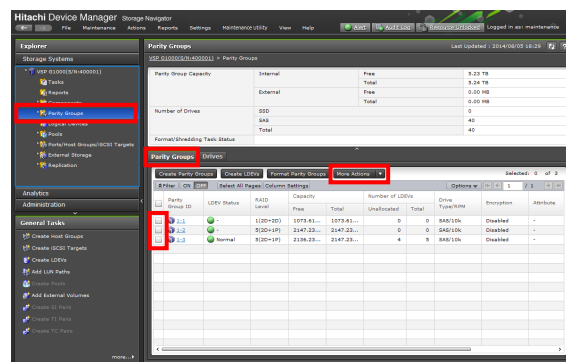 Hitachi Device Manager Storage Navigator
File Maintenance Actions Reports Settings Maintenance Utility View Help Alert Audit Log Resource Unlocked Logged in as: maintenance
Explorer
Storage Systems
VSP G1000(S/N:400001)
Tasks
Reports
Components
Parity Groups
Logical Devices
Pools
Ports/Host Groups/iSCSI Targets
External Storage
Replication
Analytics
Administration
General Tasks
Create Host Groups
Create iSCSI Targets
Create LDEVs
Add LUN Paths
Create Pools
Add External Volumes
Create SI Pairs
Create TI Pairs
Create TC Pairs
more...
Parity Groups Last Updated : 2014/08/05 18:29
VSP G1000(S/N:400001) > Parity Groups
Parity Group Capacity Internal Free 5.23 TB
Total 5.24 TB
External Free 0.00 MB
Total 0.00 MB
Number of Drives SSD 0
SAS 40
Total 40
Format/Shredding Task Status
Parity Groups Drives
Create Parity Groups Create LDEVs Format Parity Groups More Actions Selected: 0 of 3
Filter ON OFF Select All Pages Column Settings Options 1 / 1
Parity Group ID LDEV Status RAID Level Capacity Number of LDEVs Drive Type/RPM Encryption Attribute
Free Total Unallocated Total
1-1 - 1(2D+2D) 1073.61... 1073.61... 0 0 SAS/10k Disabled -
1-2 - 5(3D+1P) 2147.23... 2147.23... 0 0 SAS/10k Disabled -
1-3 Normal 5(3D+1P) 2136.23... 2147.23... 4 5 SAS/10k Disabled -